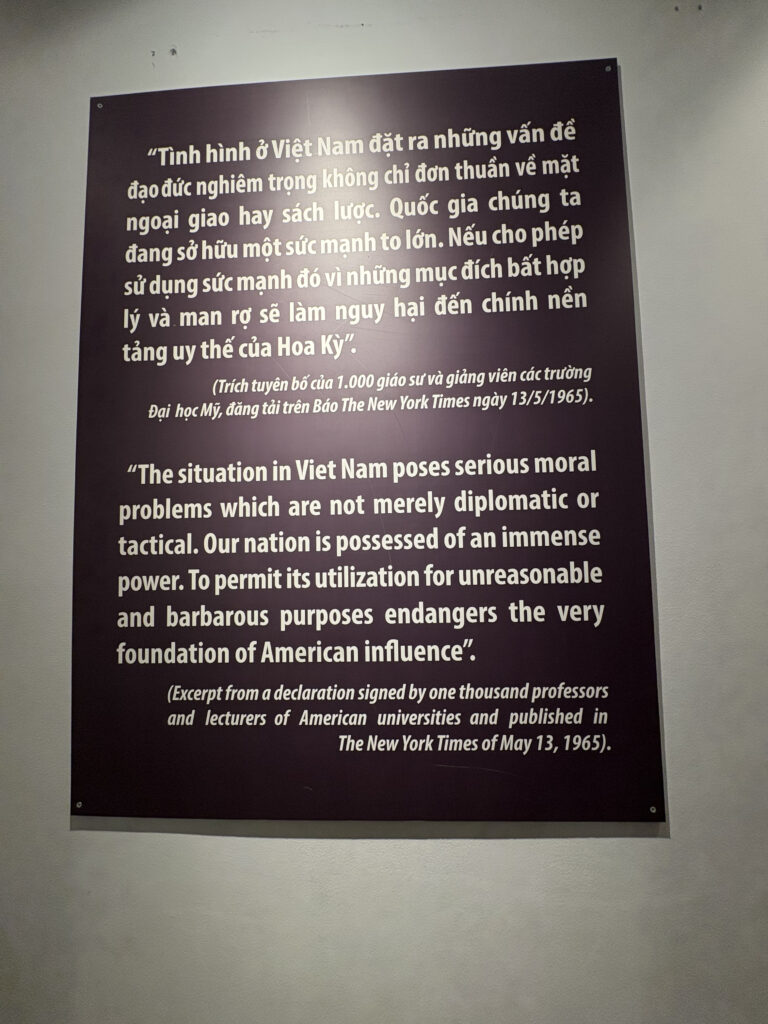 “Tình hình ở Việt Nam đặt ra những vấn đề
đạo đức nghiêm trọng không chỉ đơn thuần về mặt
ngoại giao hay sách lược. Quốc gia chúng ta
đang sở hữu một sức mạnh to lớn. Nếu cho phép
sử dụng sức mạnh đó vì những mục đích bất hợp
lý và man rợ sẽ làm nguy hại đến chính nền
tảng uy thế của Hoa Kỳ”.
(Trích tuyên bố của 1.000 giáo sư và giảng viên các trường
Đại học Mỹ, đăng tải trên Báo The New York Times ngày 13/5/1965).
“The situation in Viet Nam poses serious moral
problems which are not merely diplomatic or
tactical. Our nation is possessed of an immense
power. To permit its utilization for unreasonable
and barbarous purposes endangers the very
foundation of American influence”.
(Excerpt from a declaration signed by one thousand professors
and lecturers of American universities and published in
The New York Times of May 13, 1965).